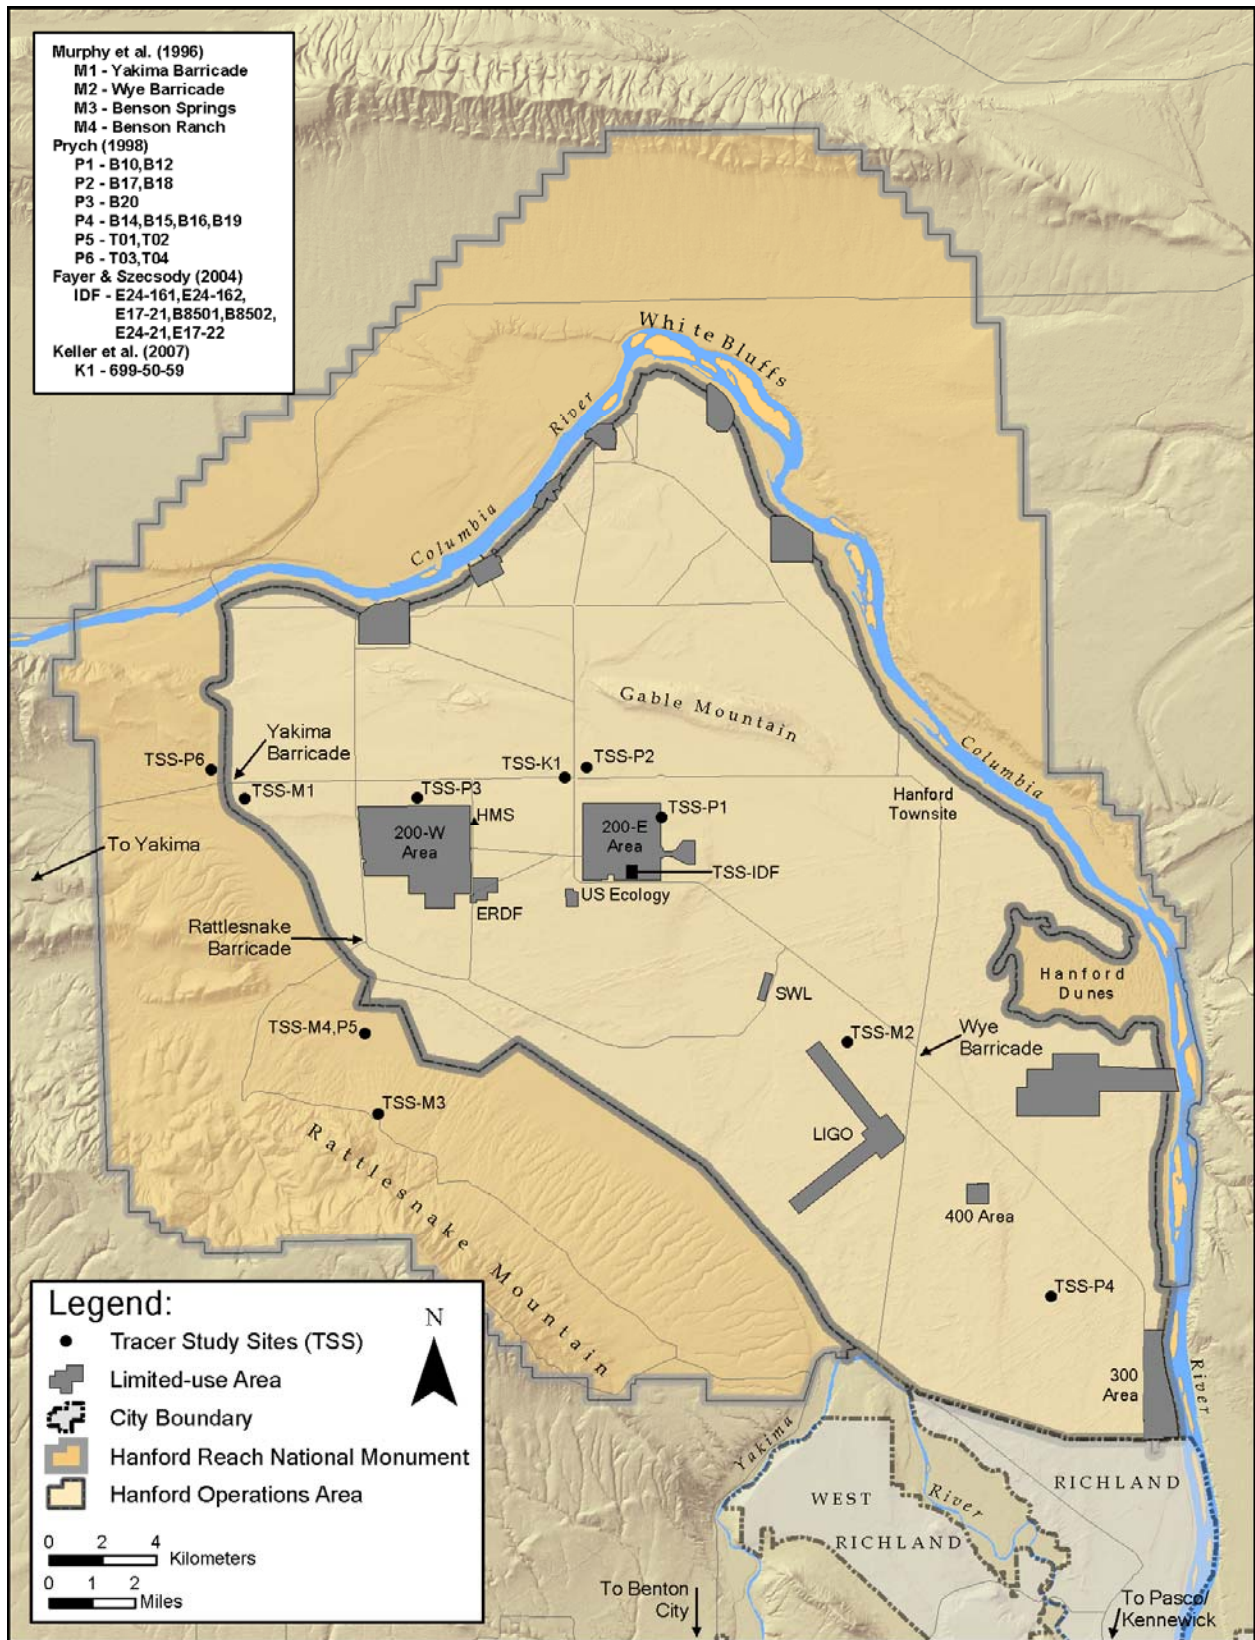 Murphy et al. (1996)
M1 - Yakima Barricade
M2 - Wye Barricade
M3 - Benson Springs
M4 - Benson Ranch
Prych (1998)
P1 - B10,B12
P2 - B17,B18
P3 - B20
P4 - B14,B15,B16,B19
P5 - T01,T02
P6 - T03,T04
Fayer & Szecsody (2004)
IDF - E24-161,E24-162,
E17-21,B8501,B8502,
E24-21,E17-22
Keller et al. (2007)
K1 - 699-50-59
White Bluffs
River
Columbia
Gable Mountain
Yakima
Barricade
TSS-P6
TSS-K1
TSS-P2
Columbia
TSS-M1
TSS-P3
HMS
TSS-P1
Hanford
Townsite
200-W
Area
200-E
Area
To Yakima
TSS-IDF
US Ecology
ERDF
Rattlesnake
Barricade
Hanford
Dunes
SWL
TSS-M4,P5
TSS-M2
Wye
Barricade
TSS-M3
LIGO
Rattlesnake Mountain
400 Area
TSS-P4
300
Area
River
Legend:
N
Tracer Study Sites (TSS)
Limited-use Area
City Boundary
Hanford Reach National Monument
Hanford Operations Area
0 2 4
Kilometers
0 1 2
Miles
Yakima
River
WEST
RICHLAND
RICHLAND
To Benton
City
To Pasco/
Kennewick